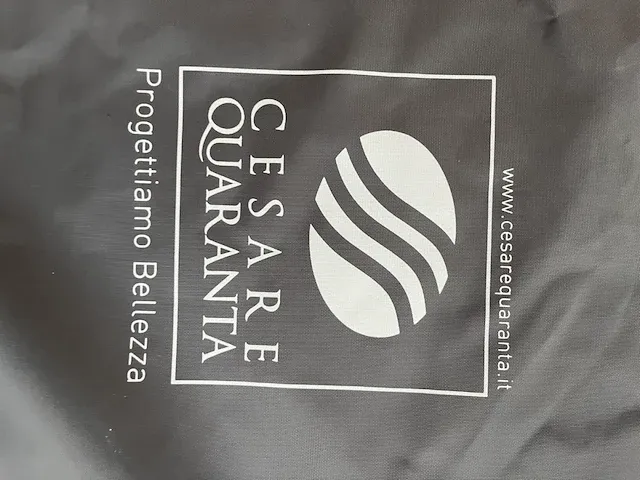 www.cesarequaranta.it
CESARE
QUARANTA
Progettiamo Bellezza